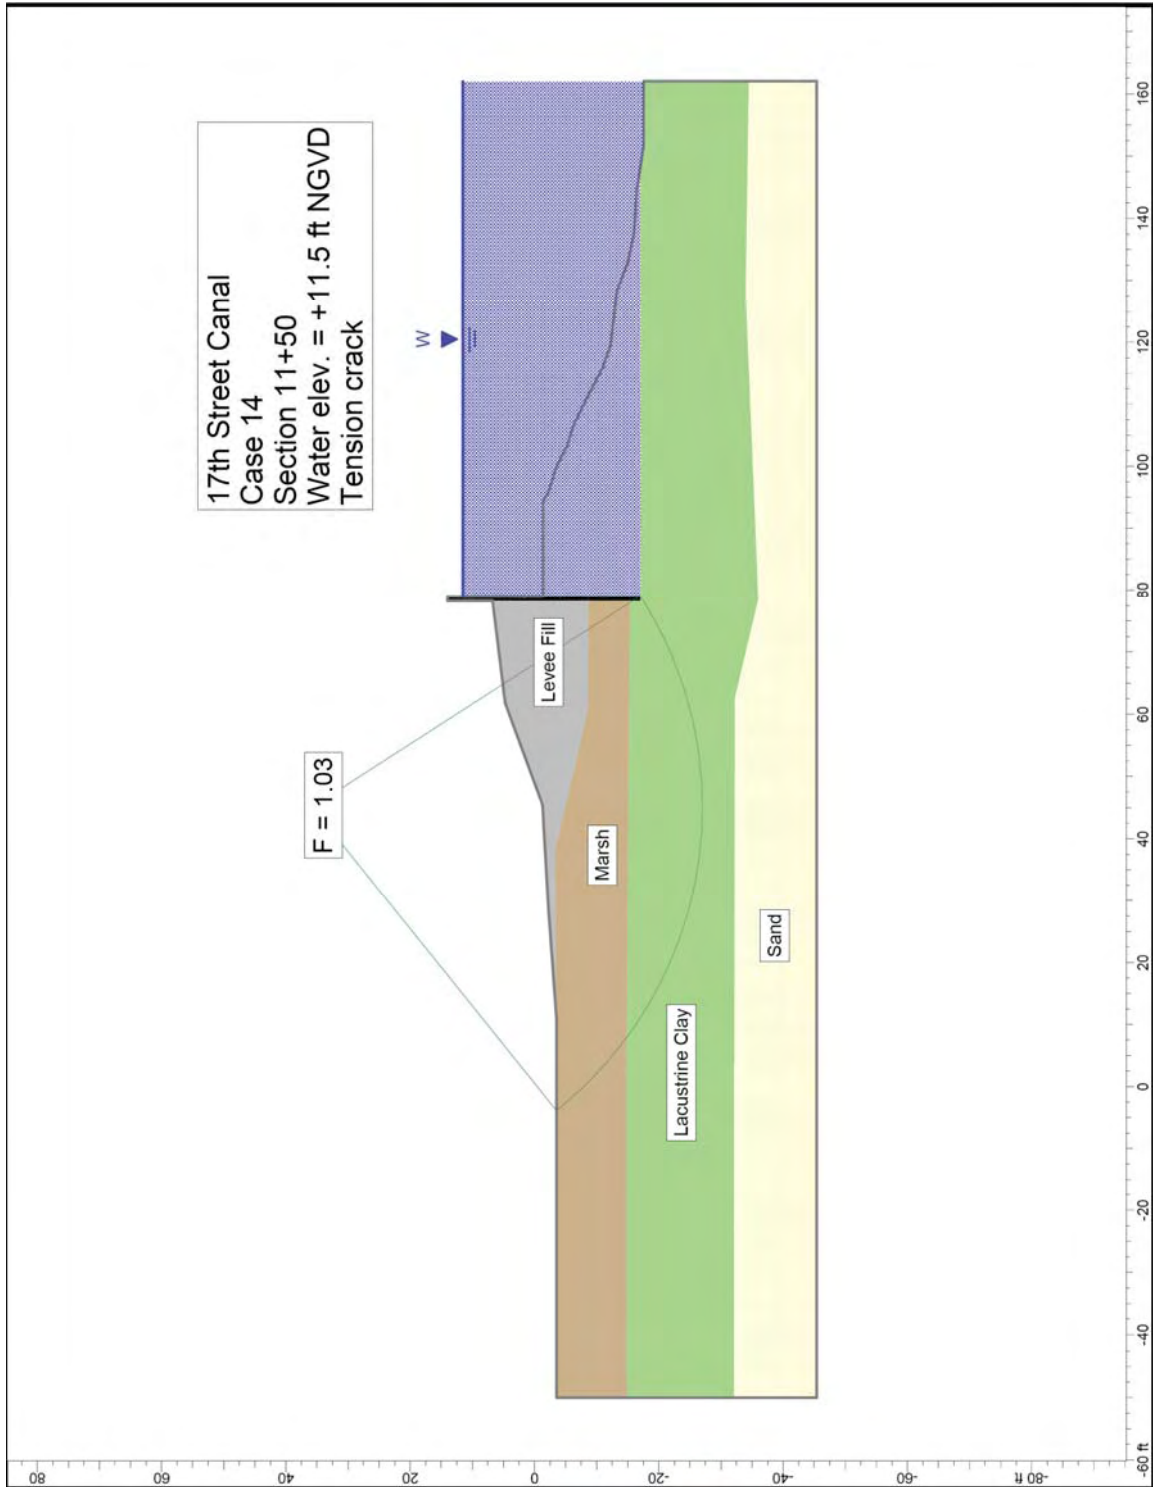 17th Street Canal
Case 14
Section 11+50
Water elev. = +11.5 ft NGVD
Tension crack
W
F = 1.03
Levee Fill
Marsh
Lacustrine Clay
Sand
80
60
40
20
0
-20
-40
-60
-80 ft
-60 ft
-40
-20
0
20
40
60
80
100
120
140
160